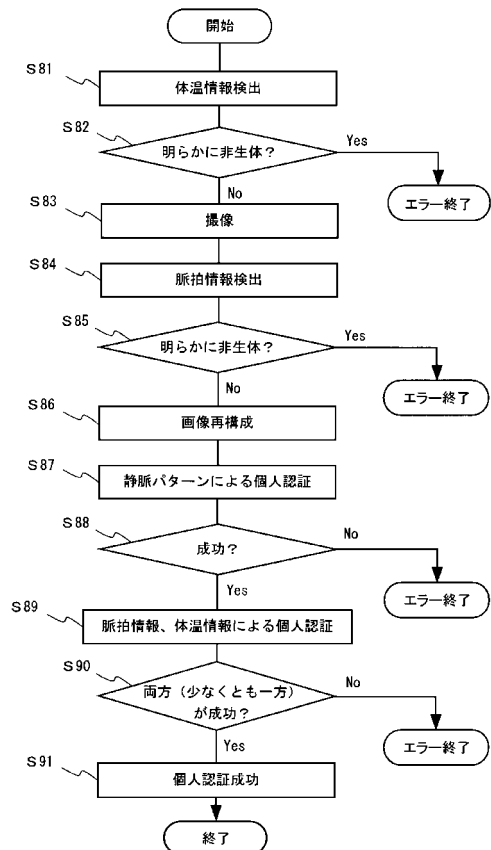 開始
S81
体温情報検出
S82
明らかに非生体？
Yes
エラー終了
No
S83
撮像
S84
脈拍情報検出
S85
明らかに非生体？
Yes
エラー終了
No
S86
画像再構成
S87
静脈パターンによる個人認証
S88
成功？
No
エラー終了
Yes
S89
脈拍情報、体温情報による個人認証
S90
両方（少なくとも一方）
が成功？
No
エラー終了
Yes
S91
個人認証成功
終了